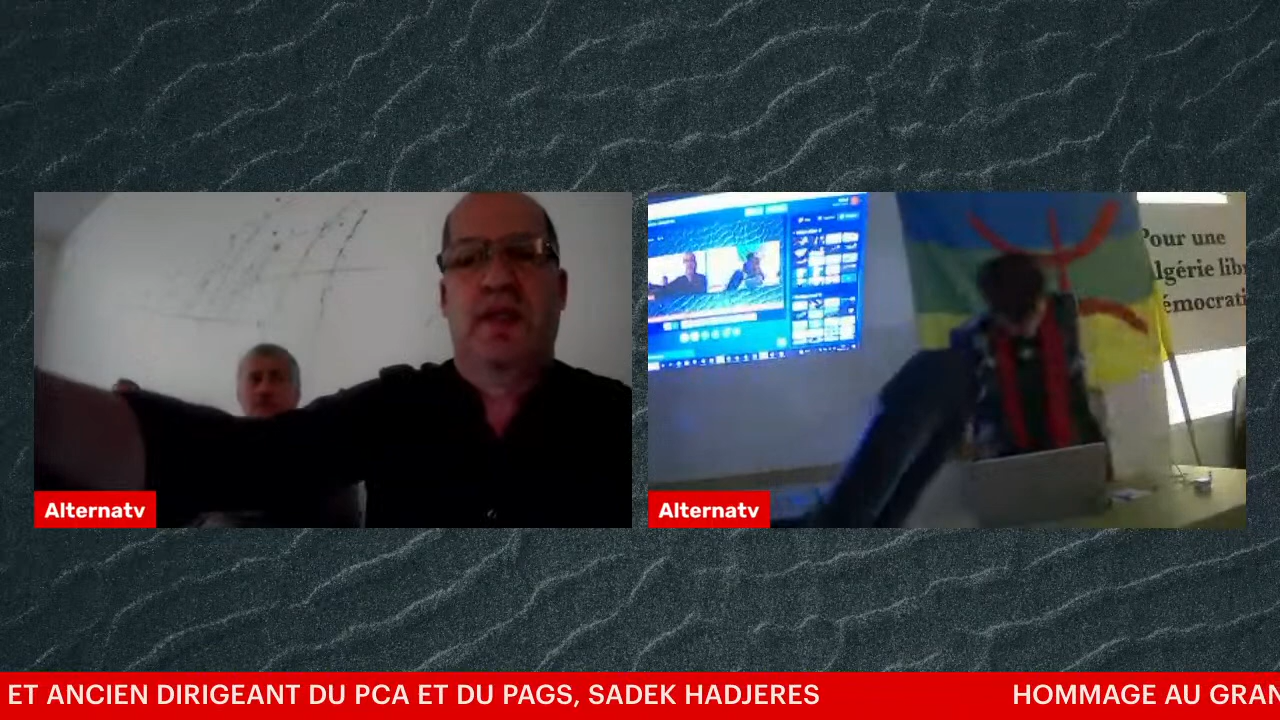 Pour une
lgérie libr
émocrati
Alternatv
Alternatv
ET ANCIEN DIRIGEANT DU PCA ET DU PAGS, SADEK HADJERES
HOMMAGE AU GRAN